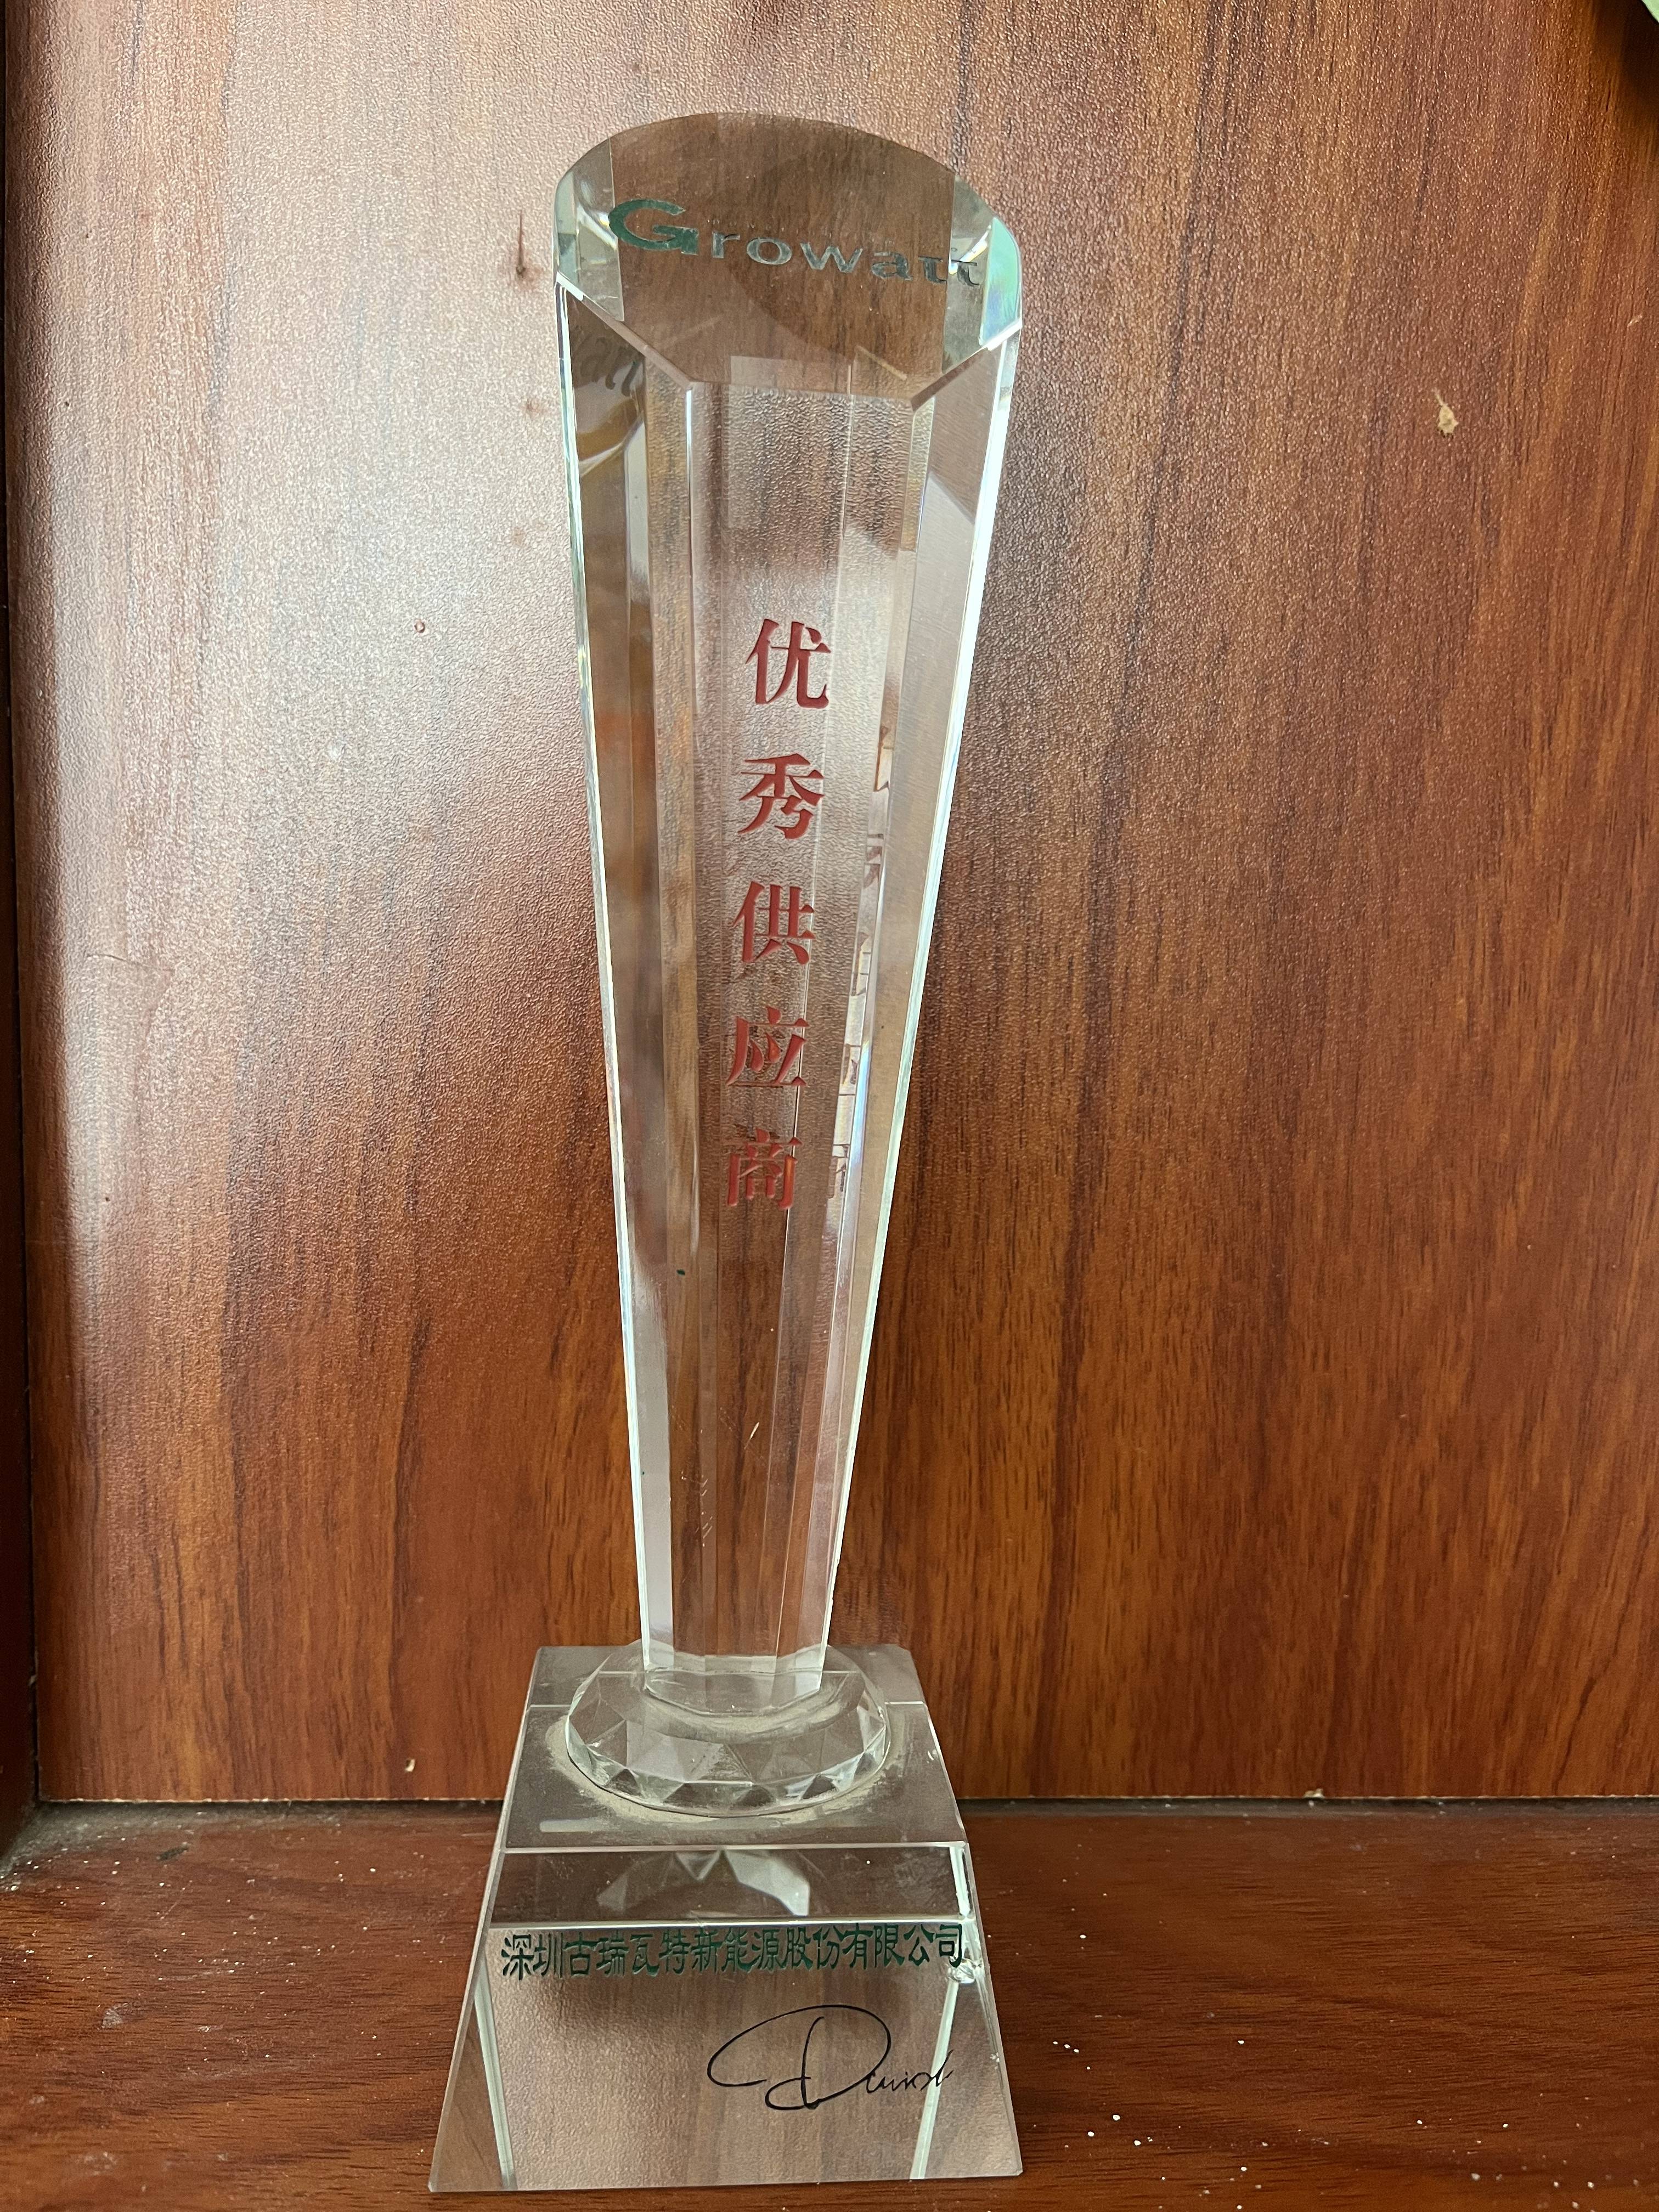 Growatt
优秀供应商
深圳古瑞瓦特新能源股份有限公司
David